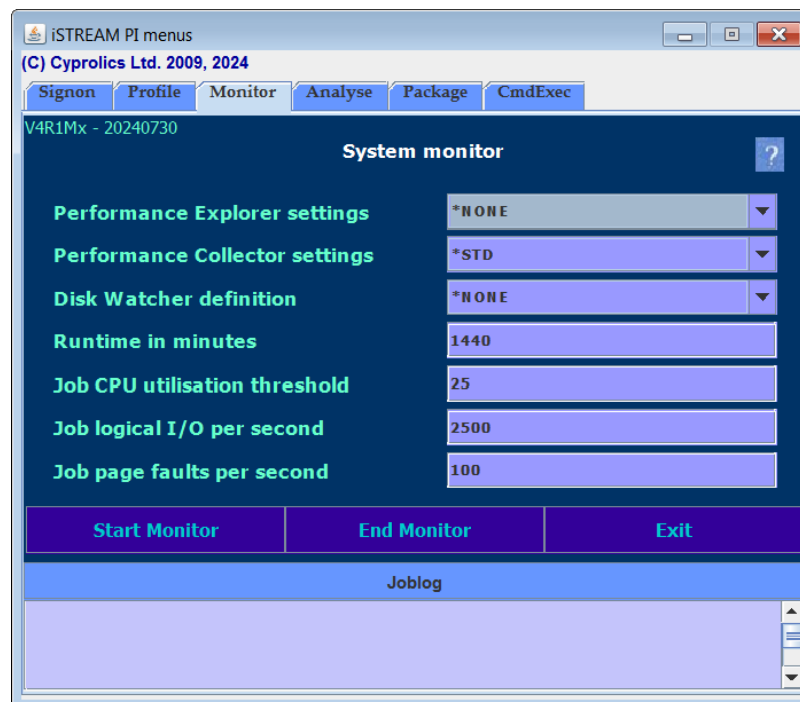 iSTREAM PI menus
(C) Cyprolics Ltd. 2009, 2024
Signon Profile Monitor Analyse Package CmdExec
V4R1Mx - 20240730
System monitor
?
Performance Explorer settings *NONE
Performance Collector settings *STD
Disk Watcher definition *NONE
Runtime in minutes 1440
Job CPU utilisation threshold 25
Job logical I/O per second 2500
Job page faults per second 100
Start Monitor End Monitor Exit
Joblog